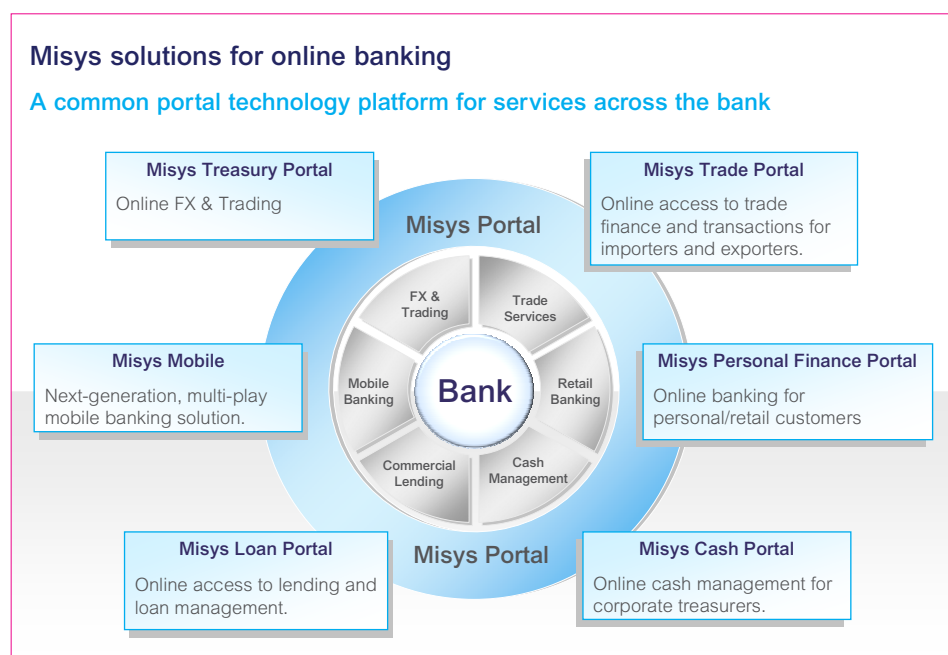 Misys solutions for online banking
A common portal technology platform for services across the bank
Misys Treasury Portal
Online FX & Trading
Misys Trade Portal
Online access to trade
finance and transactions for
importers and exporters.
Misys Portal
FX &
Trading
Trade
Services
Misys Mobile
Next-generation, multi-play
mobile banking solution.
Mobile
Banking
Bank
Retail
Banking
Misys Personal Finance Portal
Online banking for
personal/retail customers
Commercial
Lending
Cash
Management
Misys Portal
Misys Loan Portal
Online access to lending and
loan management.
Misys Cash Portal
Online cash management for
corporate treasurers.